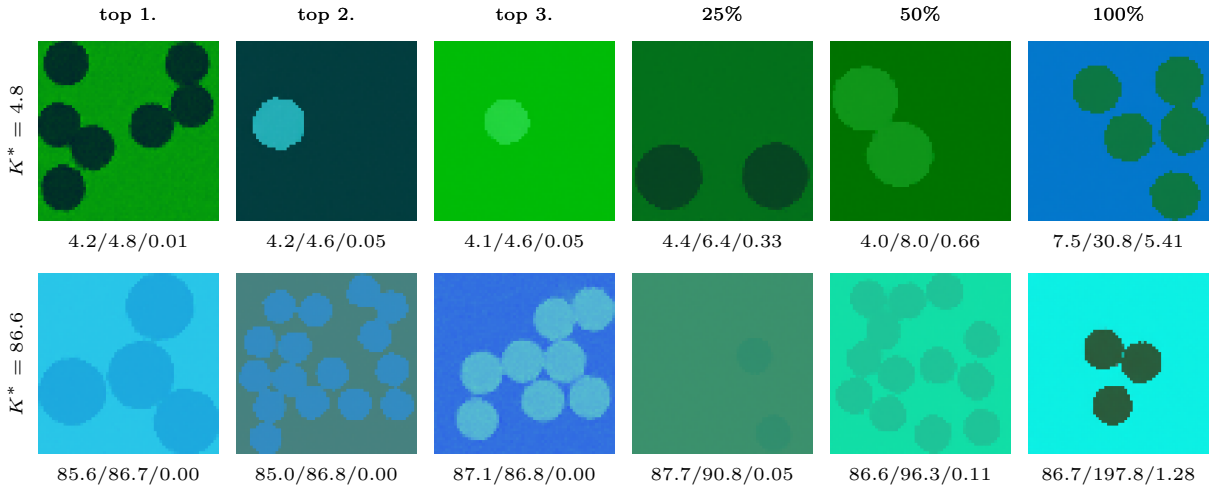 top 1. top 2. top 3. 25% 50% 100%
K* = 4.8
4.2/4.8/0.01 4.2/4.6/0.05 4.1/4.6/0.05 4.4/6.4/0.33 4.0/8.0/0.66 7.5/30.8/5.41
K* = 86.6
85.6/86.7/0.00 85.0/86.8/0.00 87.1/86.8/0.00 87.7/90.8/0.05 86.6/96.3/0.11 86.7/197.8/1.28